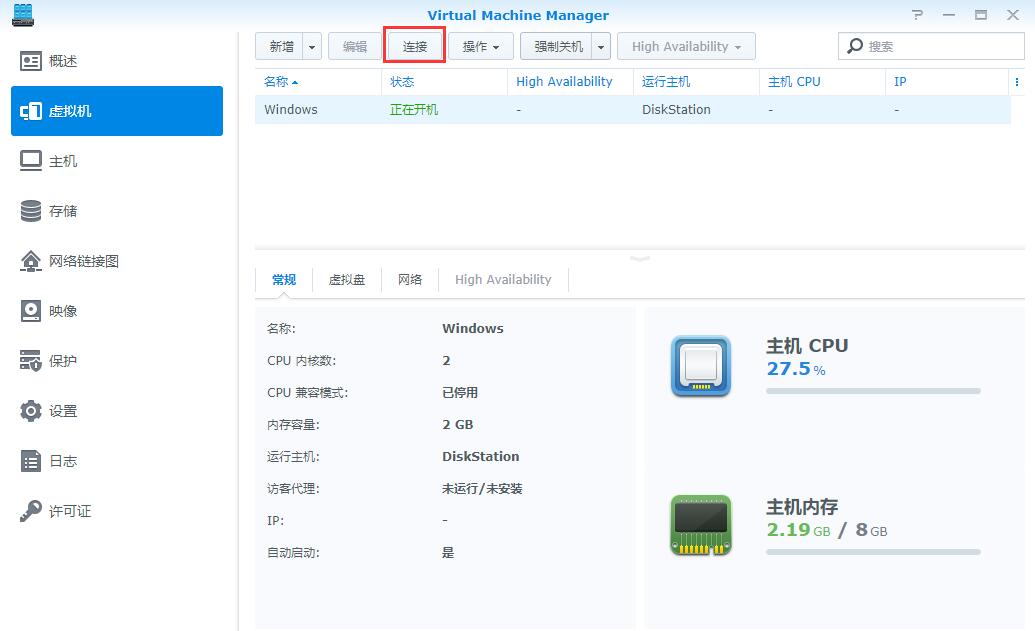 Virtual Machine Manager
概述
虚拟机
主机
存储
网络链接图
映像
保护
设置
日志
许可证
新增 编辑 连接 操作 强制关机 High Availability 搜索
名称 状态 High Availability 运行主机 主机 CPU IP
Windows 正在开机 - DiskStation - -
常规 虚拟盘 网络 High Availability
名称: Windows
CPU 内核数: 2
CPU 兼容模式: 已停用
内存容量: 2 GB
运行主机: DiskStation
访客代理: 未运行/未安装
IP: -
自动启动: 是
主机 CPU
27.5 %
主机内存
2.19 GB / 8 GB